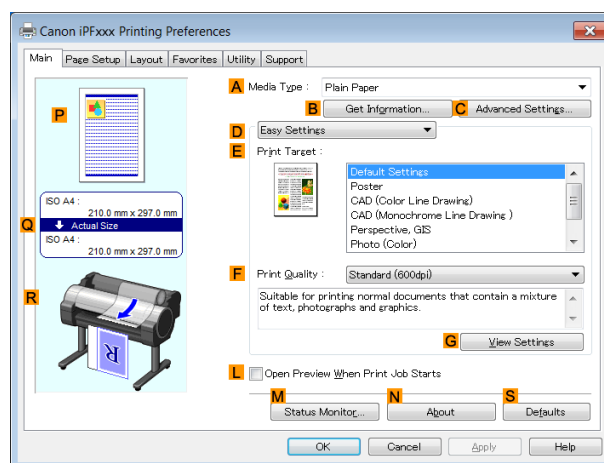 Canon iPFxxx Printing Preferences
Main Page Setup Layout Favorites Utility Support
A Media Type : Plain Paper
B Get Information... C Advanced Settings...
D Easy Settings
E Print Target :
Default Settings
Poster
CAD (Color Line Drawing)
CAD (Monochrome Line Drawing )
Perspective, GIS
Photo (Color)
F Print Quality : Standard (600dpi)
Suitable for printing normal documents that contain a mixture
of text, photographs and graphics.
G View Settings
L Open Preview When Print Job Starts
M N S
Status Monitor... About Defaults
OK Cancel Apply Help
P
Q
ISO A4 :
210.0 mm x 297.0 mm
Actual Size
ISO A4 :
210.0 mm x 297.0 mm
R
R